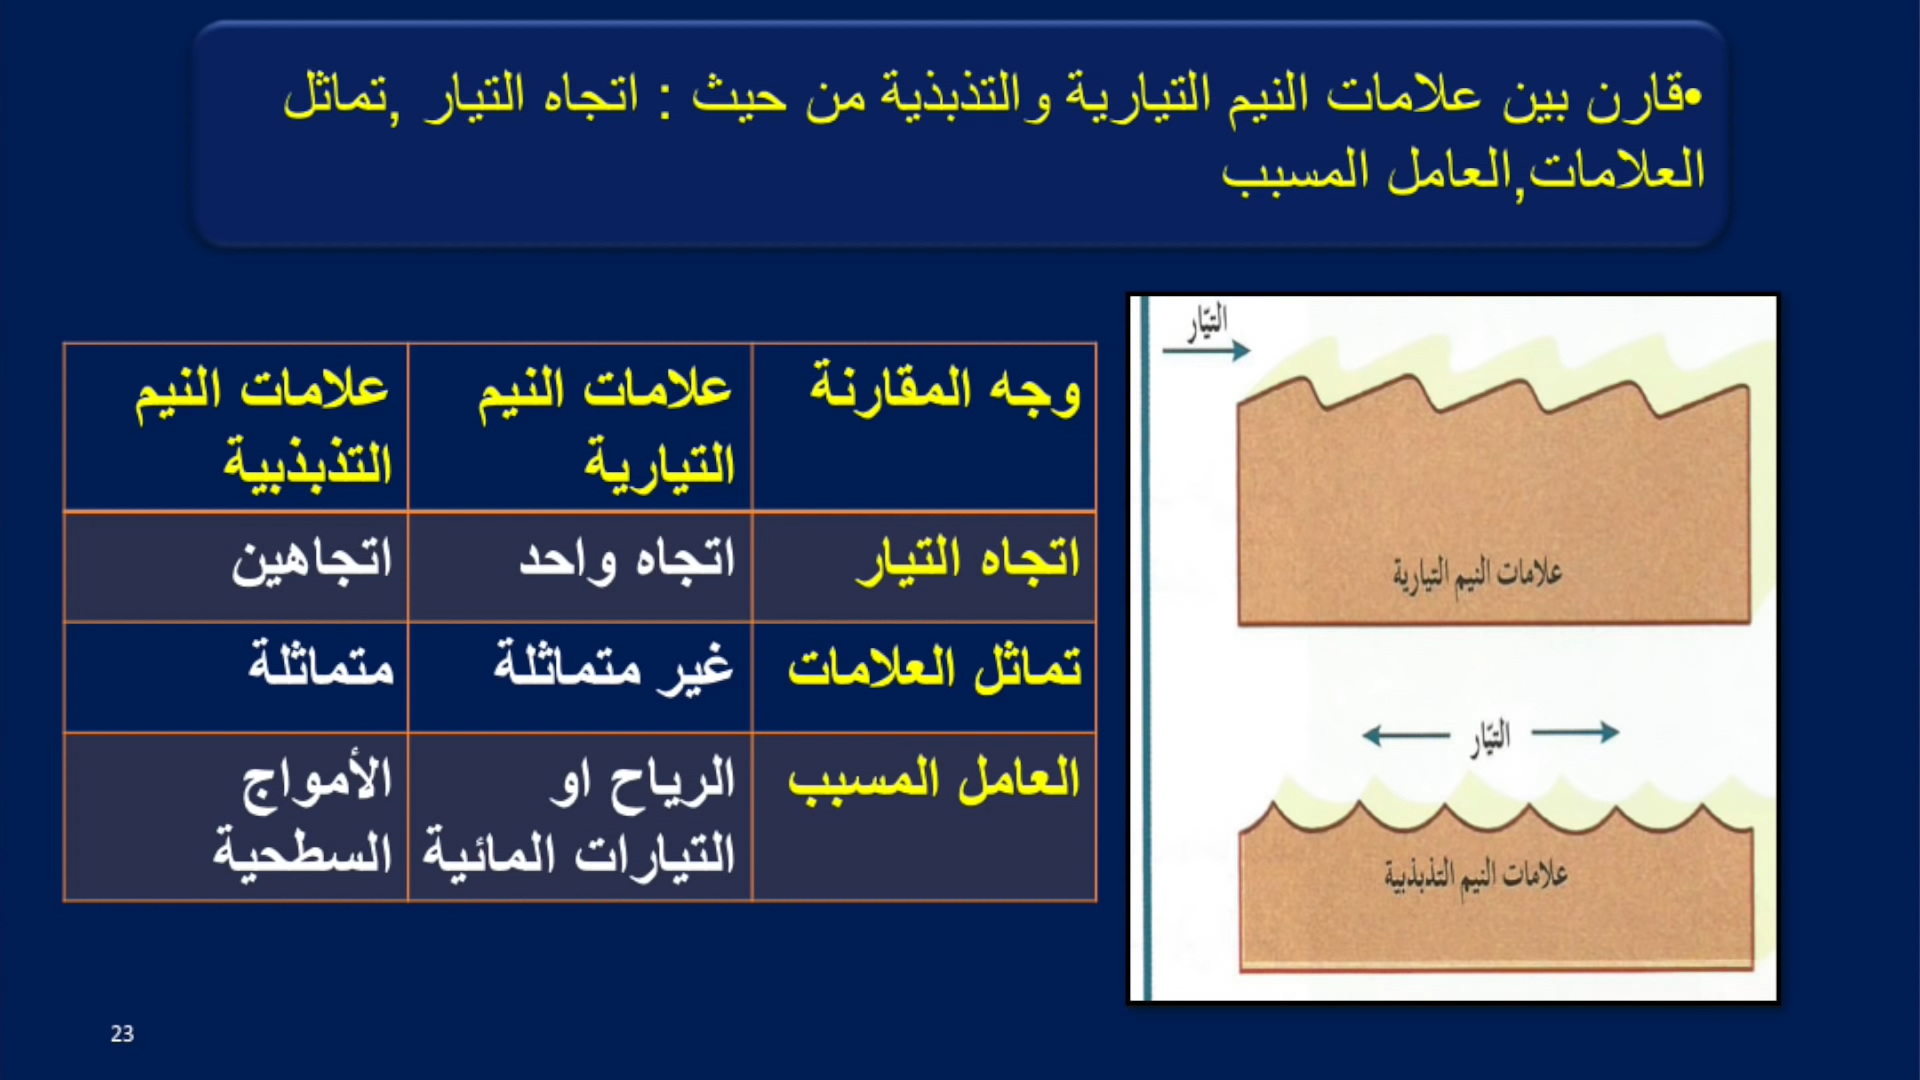 •قارن بين علامات النيم التيارية والتذبذية من حيث : اتجاه التيار ,تماثل
العلامات,العامل المسبب
وجه المقارنة
علامات النيم
التيارية
علامات النيم
التذبذبية
اتجاه التيار
اتجاه واحد
اتجاهين
تماثل العلامات
غير متماثلة
متماثلة
العامل المسبب
الرياح او
التيارات المائية
الأمواج
السطحية
التيّار
علامات النيم التيارية
التيّار
علامات النيم التذبذبية
23